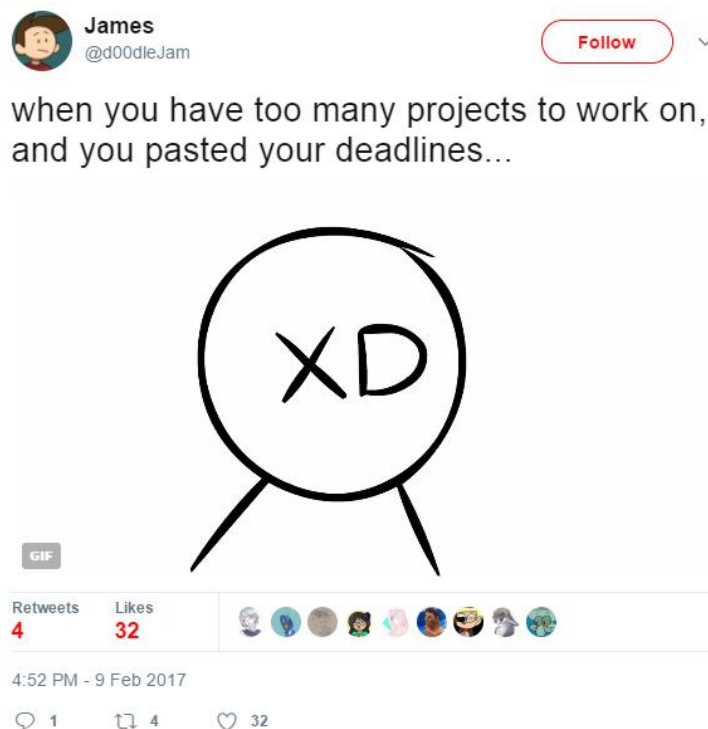 James
@d00dleJam
Follow
when you have too many projects to work on,
and you pasted your deadlines...
XD
GIF
Retweets Likes
4 32
4:52 PM - 9 Feb 2017
1 4 32